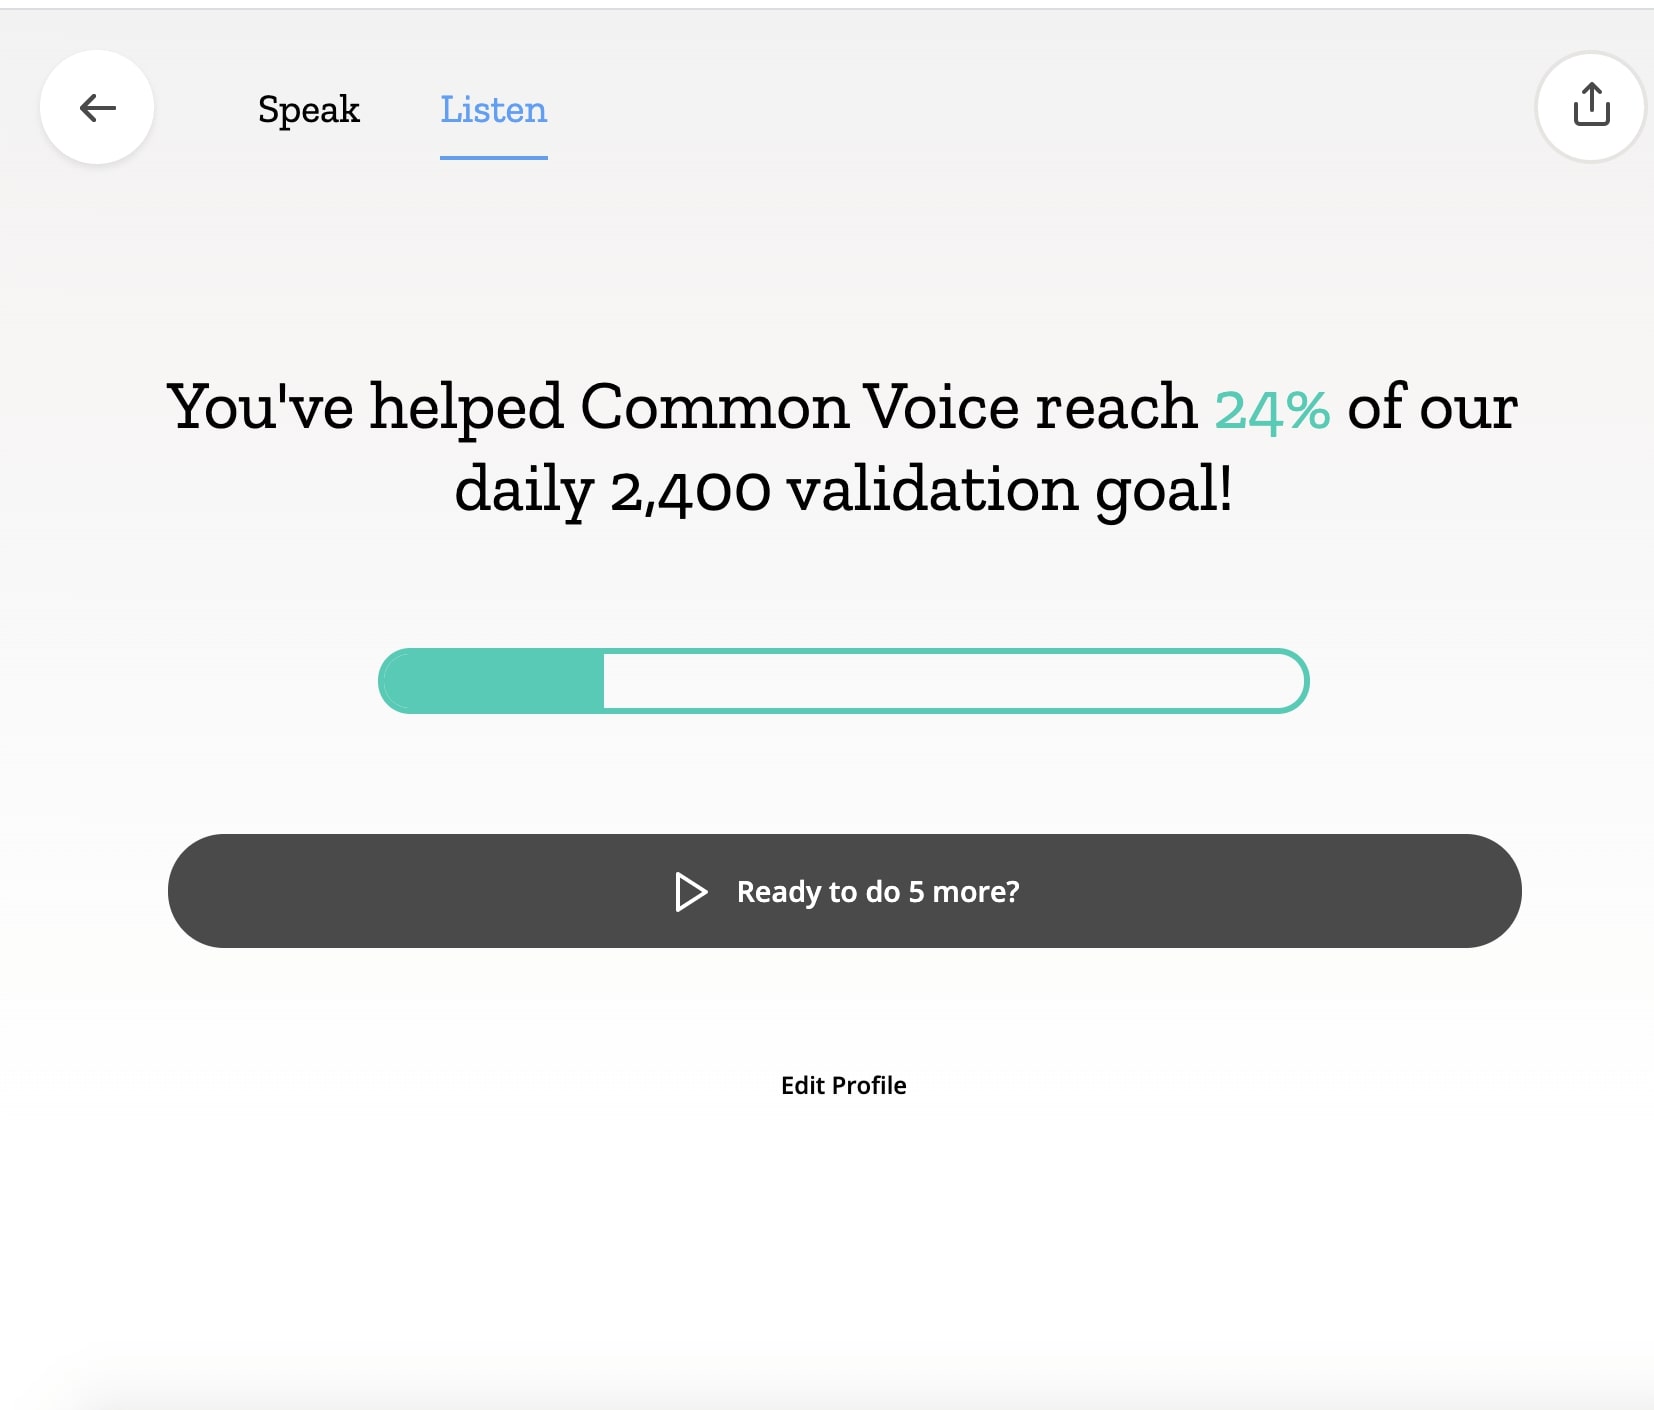 Speak
Listen
You've helped Common Voice reach 24% of our
daily 2,400 validation goal!
Ready to do 5 more?
Edit Profile